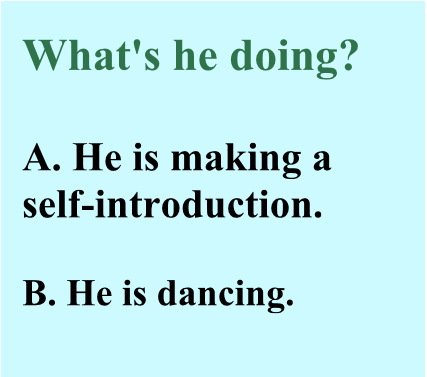 What's he doing?
A. He is making a
self-introduction.
B. He is dancing.